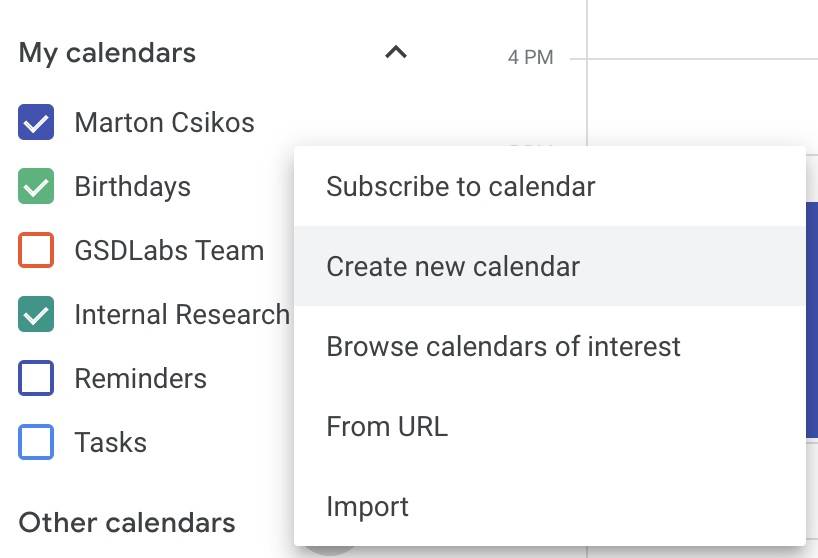 My calendars
4 PM
Marton Csikos
Birthdays
GSDLabs Team
Internal Research
Reminders
Tasks
Other calendars
Subscribe to calendar
Create new calendar
Browse calendars of interest
From URL
Import